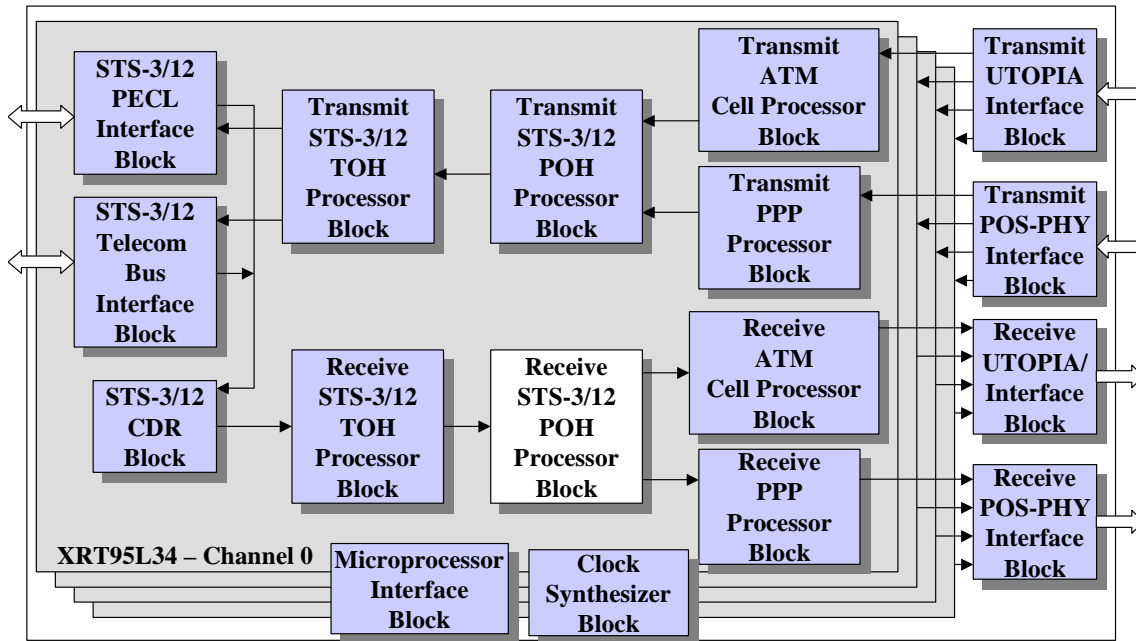 STS-3/12
PECL
Interface
Block
Transmit
STS-3/12
TOH
Processor
Block
Transmit
STS-3/12
POH
Processor
Block
Transmit
ATM
Cell Processor
Block
Transmit
UTOPIA
Interface
Block
STS-3/12
Telecom
Bus
Interface
Block
Transmit
PPP
Processor
Block
Transmit
POS-PHY
Interface
Block
STS-3/12
CDR
Block
Receive
STS-3/12
TOH
Processor
Block
Receive
STS-3/12
POH
Processor
Block
Receive
ATM
Cell Processor
Block
Receive
UTOPIA/
Interface
Block
Receive
PPP
Processor
Block
Receive
POS-PHY
Interface
Block
XRT95L34 – Channel 0
Microprocessor
Interface
Block
Clock
Synthesizer
Block